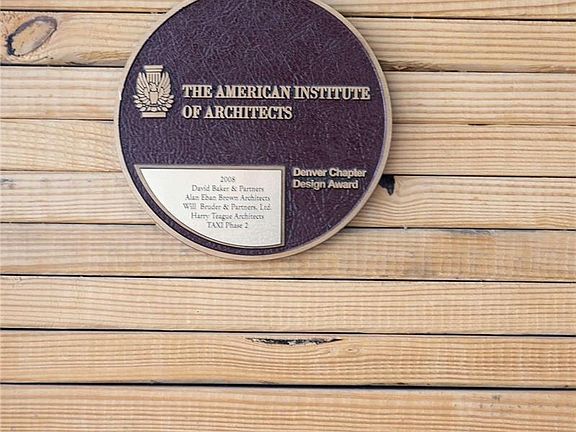 THE AMERICAN INSTITUTE
OF ARCHITECTS
Denver Chapter
Design Award
2008
David Baker & Partners
Alan Eban Brown Architects
Will Bruder & Partners, Ltd.
Harry Teague Architects
TAXI Phase 2